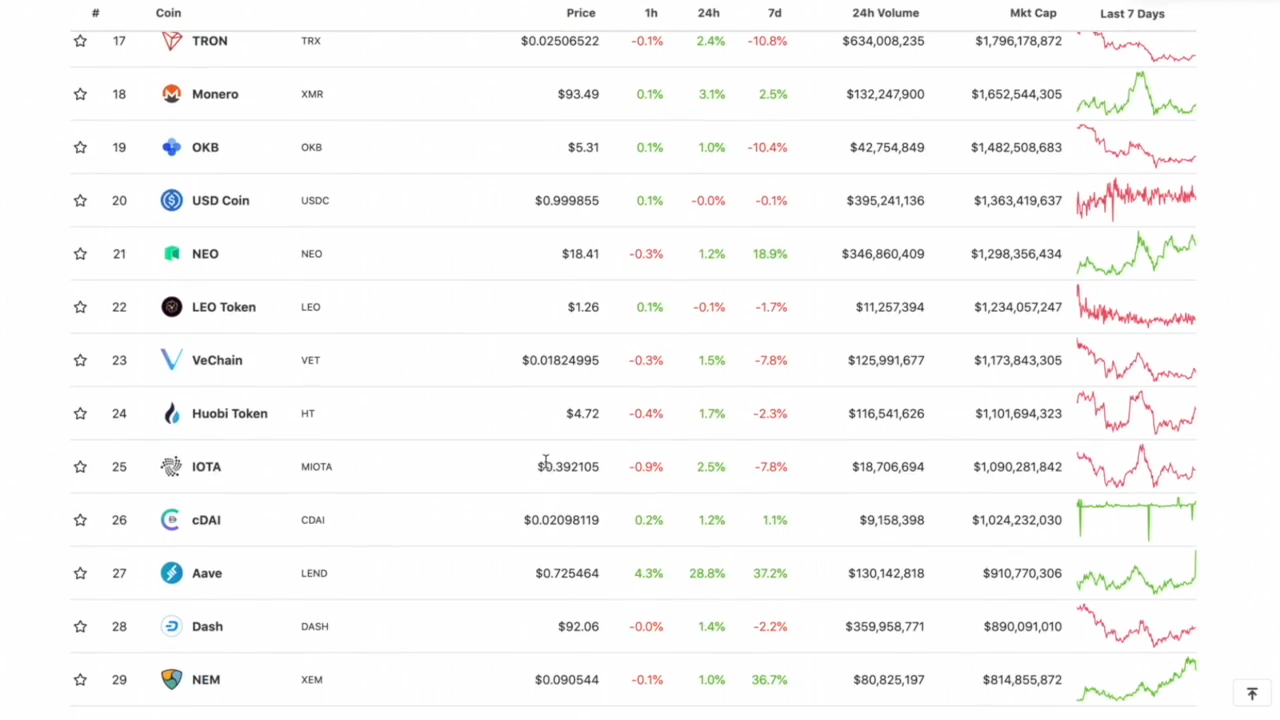 # Coin Price 1h 24h 7d 24h Volume Mkt Cap Last 7 Days
17 TRON TRX $0.02506522 -0.1% 2.4% -10.8% $634,008,235 $1,796,178,872
18 Monero XMR $93.49 0.1% 3.1% 2.5% $132,247,900 $1,652,544,305
19 OKB OKB $5.31 0.1% 1.0% -10.4% $42,754,849 $1,482,508,683
20 USD Coin USDC $0.999855 0.1% -0.0% -0.1% $395,241,136 $1,363,419,637
21 NEO NEO $18.41 -0.3% 1.2% 18.9% $346,860,409 $1,298,356,434
22 LEO Token LEO $1.26 0.1% -0.1% -1.7% $11,257,394 $1,234,057,247
23 VeChain VET $0.01824995 -0.3% 1.5% -7.8% $125,991,677 $1,173,843,305
24 Huobi Token HT $4.72 -0.4% 1.7% -2.3% $116,541,626 $1,101,694,323
25 IOTA MIOTA $0.392105 -0.9% 2.5% -7.8% $18,706,694 $1,090,281,842
26 cDAI CDAI $0.02098119 0.2% 1.2% 1.1% $9,158,398 $1,024,232,030
27 Aave LEND $0.725464 4.3% 28.8% 37.2% $130,142,818 $910,770,306
28 Dash DASH $92.06 -0.0% 1.4% -2.2% $359,958,771 $890,091,010
29 NEM XEM $0.090544 -0.1% 1.0% 36.7% $80,825,197 $814,855,872